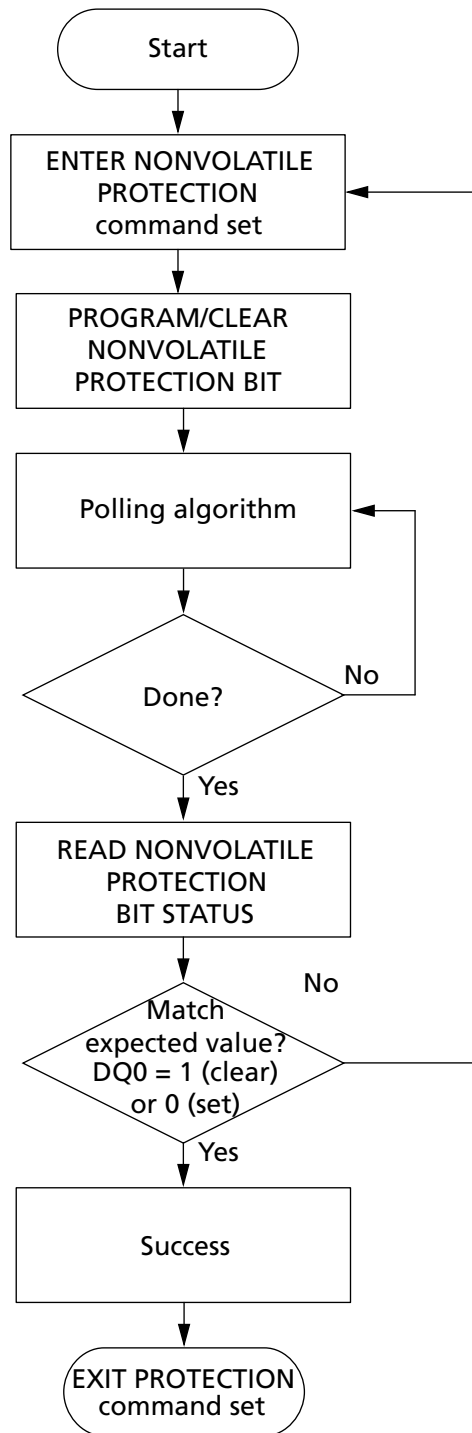 Start
ENTER NONVOLATILE
PROTECTION
command set
PROGRAM/CLEAR
NONVOLATILE
PROTECTION BIT
Polling algorithm
No
Done?
Yes
READ NONVOLATILE
PROTECTION
BIT STATUS
No
Match
expected value?
DQ0 = 1 (clear)
or 0 (set)
Yes
Success
EXIT PROTECTION
command set